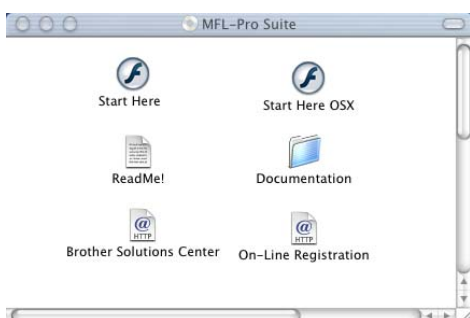 MFL-Pro Suite
Start Here
Start Here OSX
ReadMe!
Documentation
HTTP
HTTP
Brother Solutions Center
On-Line Registration